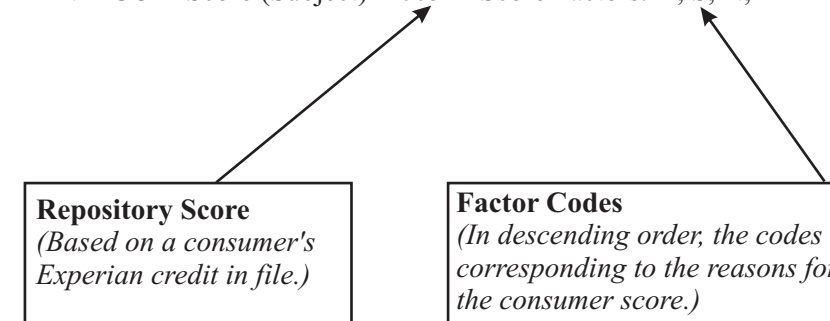 Repository Score
(Based on a consumer's
Experian credit in file.)
Factor Codes
(In descending order, the codes
corresponding to the reasons for
the consumer score.)